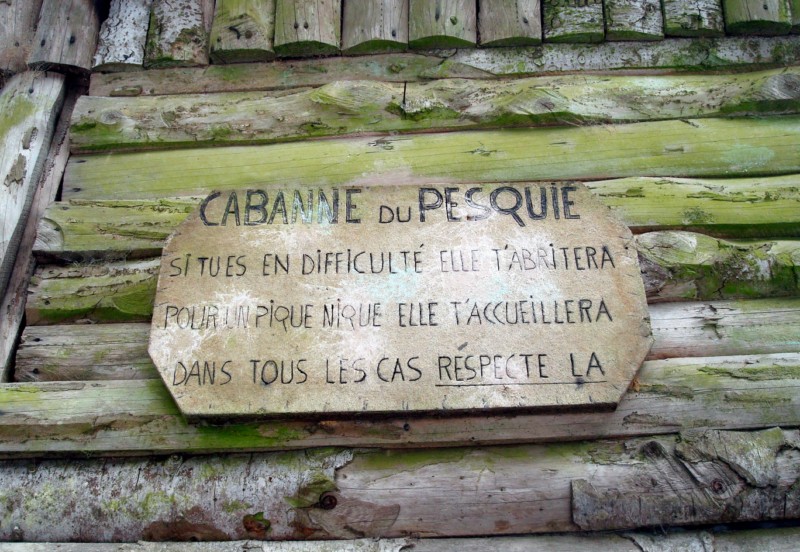 CABANNE DU PESQUIE
SI TU ES EN DIFFICULTÉ ELLE T'ABRITERA
POUR UN PIQUE NIQUE ELLE T'ACCUEILLERA
DANS TOUS LES CAS RESPECTE LA